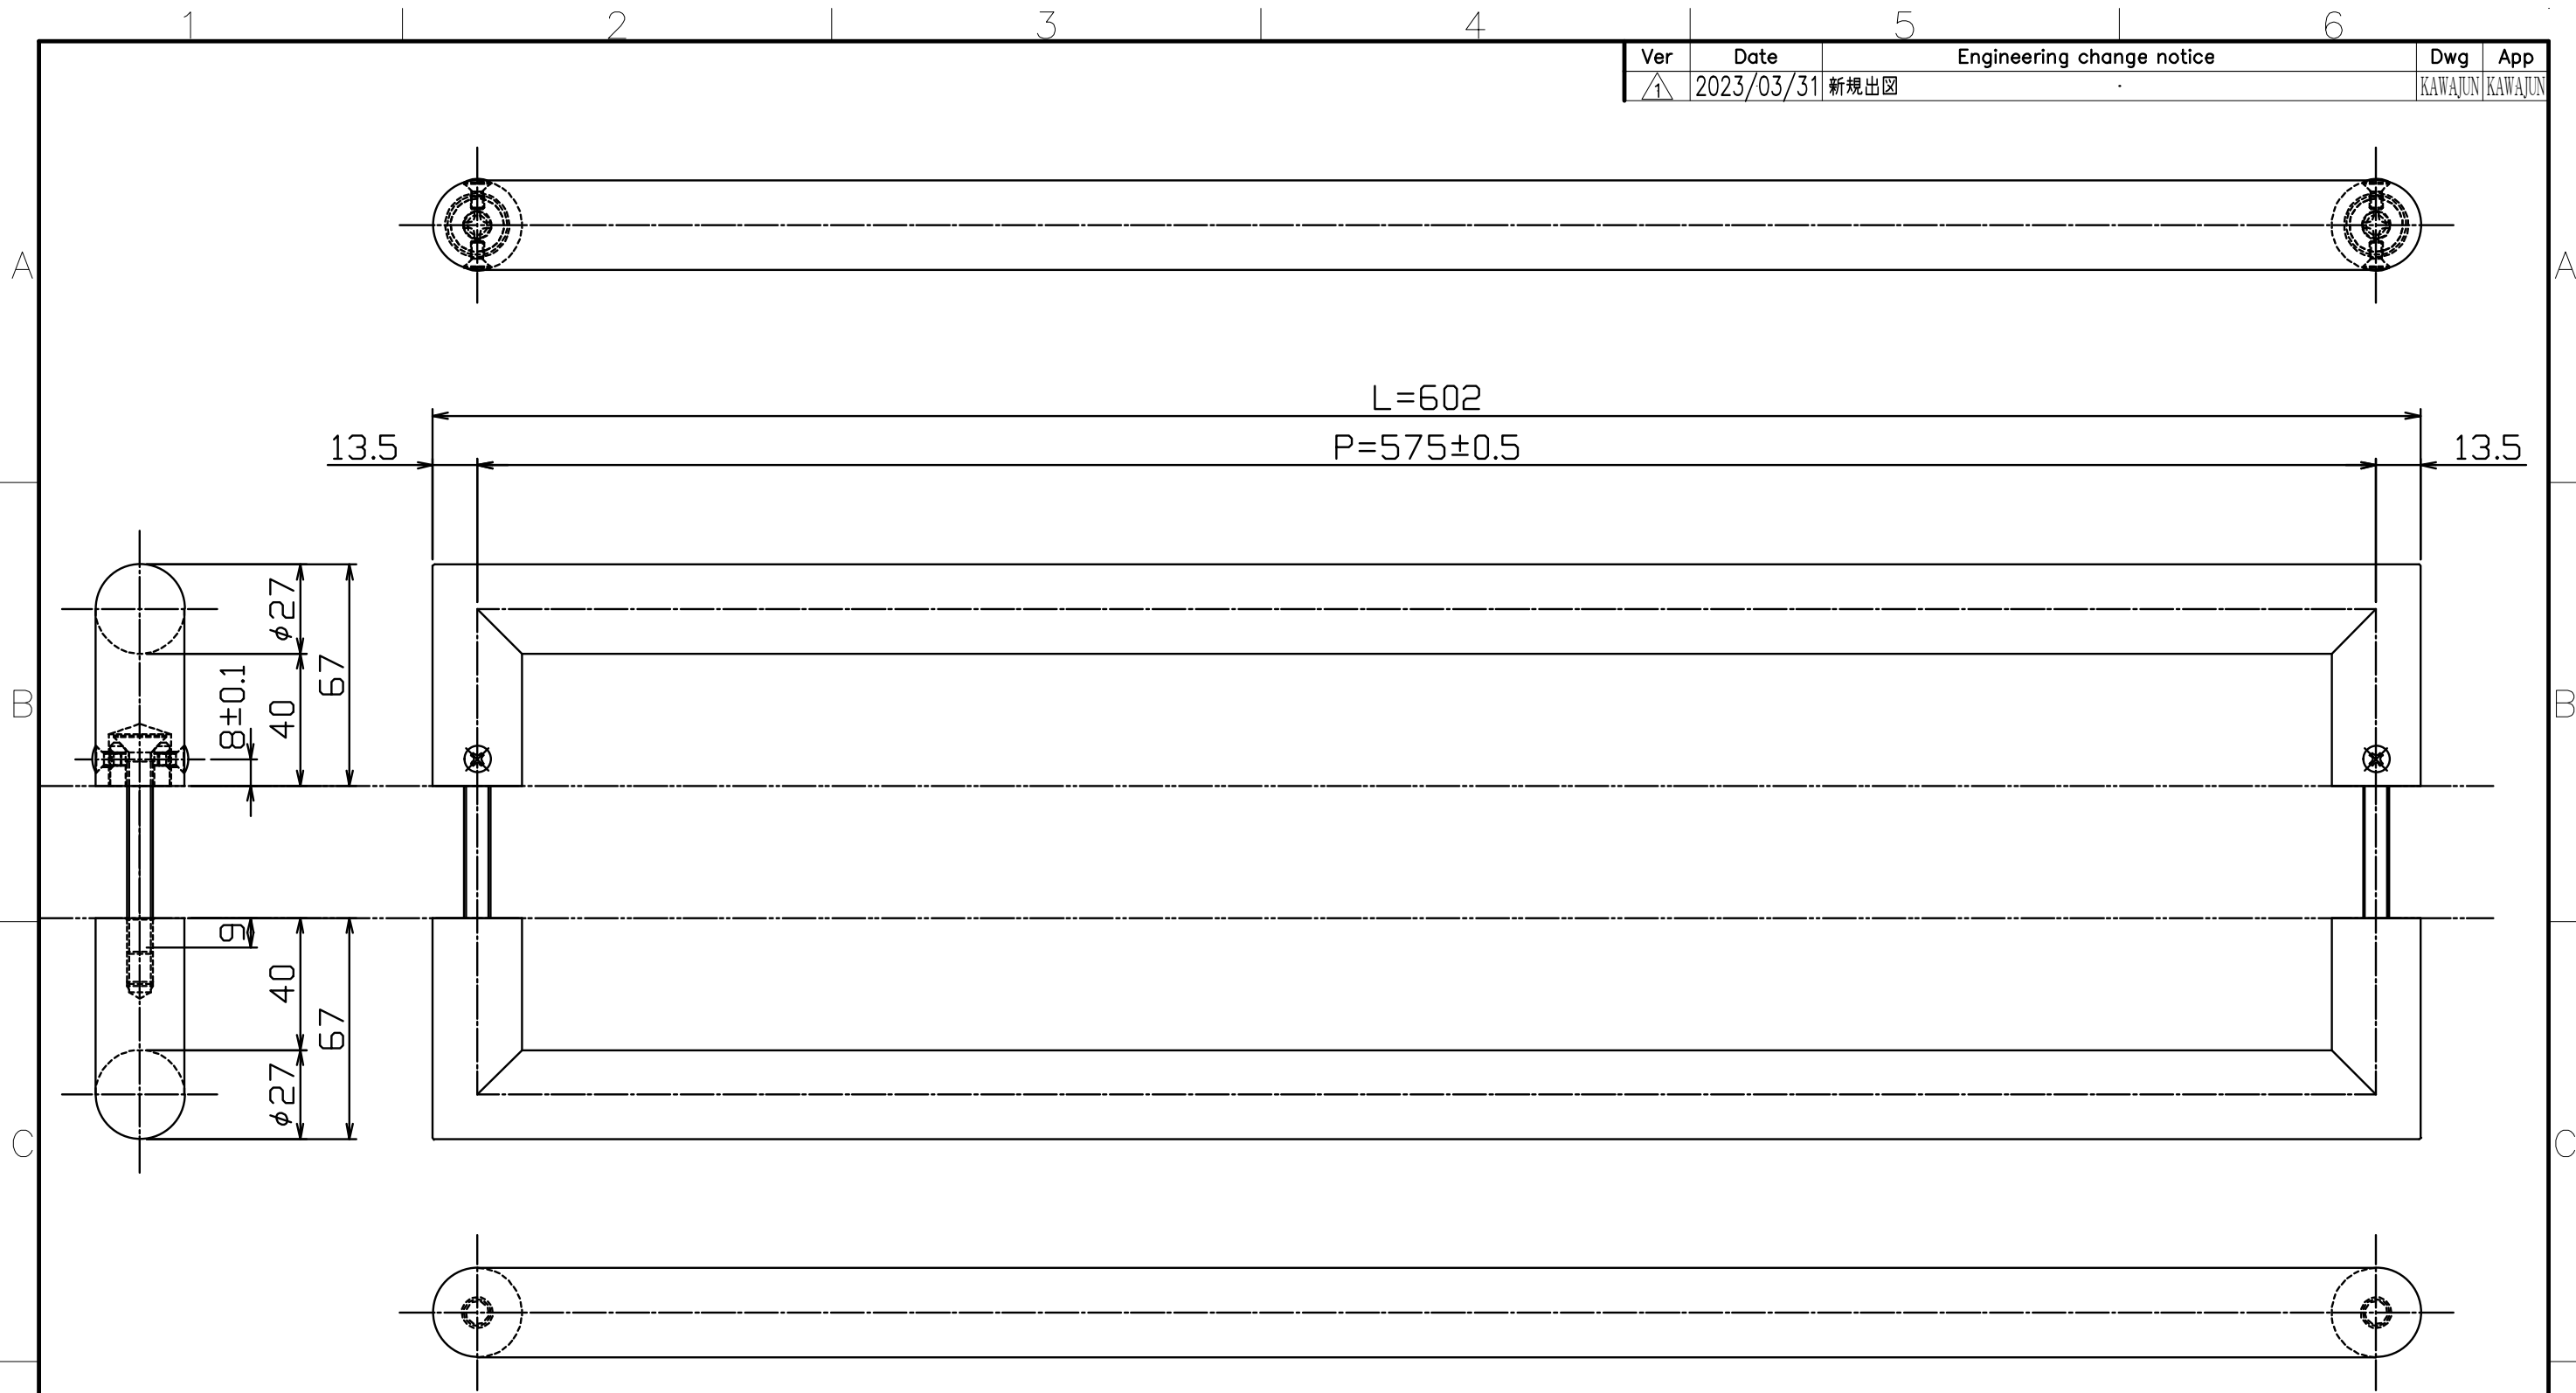 1 2 3 4 5 6
Ver Date Engineering change notice Dwg App
1 2023/03/31 新規出図 KAWAJUN KAWAJUN
A A
L=602
13.5 P=575±0.5 13.5
φ27
67
8±0.1
40
B B
9
40
67
φ27
C C